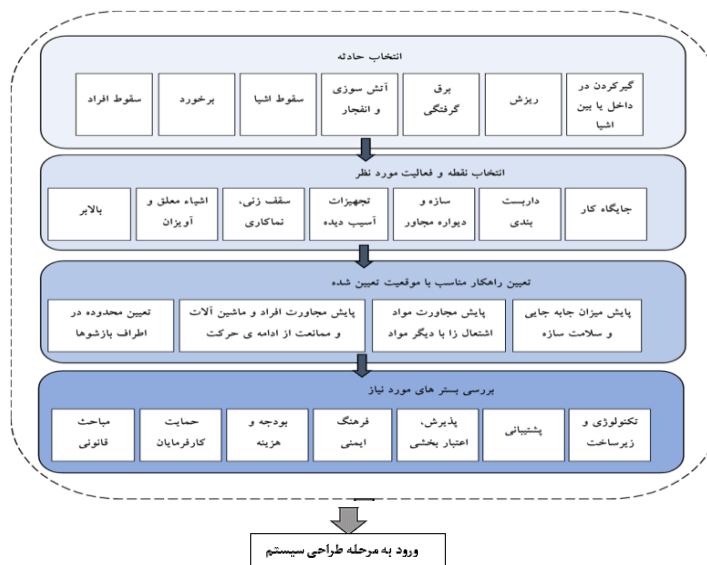 انتخاب حادثه
گیرکردن در
داخل یا بین
اشیا
ریزش
برق
گرفتگی
آتش سوزی
و انفجار
سقوط اشیا
برخورد
سقوط افراد
انتخاب نقطه و فعالیت مورد نظر
جایگاه کار
داربست
بندی
سازه و
دیواره مجاور
تجهیزات
آسیب دیده
سقف زنی،
نماکاری
اشیاء معلق و
آویزان
بالابر
تعیین راهکار مناسب با موقعیت تعیین شده
پایش میزان جابه جایی
و سلامت سازه
پایش مجاورت مواد
اشتعال زا با دیگر مواد
پایش مجاورت افراد و ماشین آلات
و ممانعت از ادامه ی حرکت
تعیین محدوده در
اطراف بازشوها
بررسی بستر های مورد نیاز
تکنولوژی و
زیرساخت
پشتیبانی
پذیرش،
اعتبار بخشی
فرهنگ
ایمنی
بودجه و
هزینه
حمایت
کارفرمایان
مباحث
قانونی
ورود به مرحله طراحی سیستم